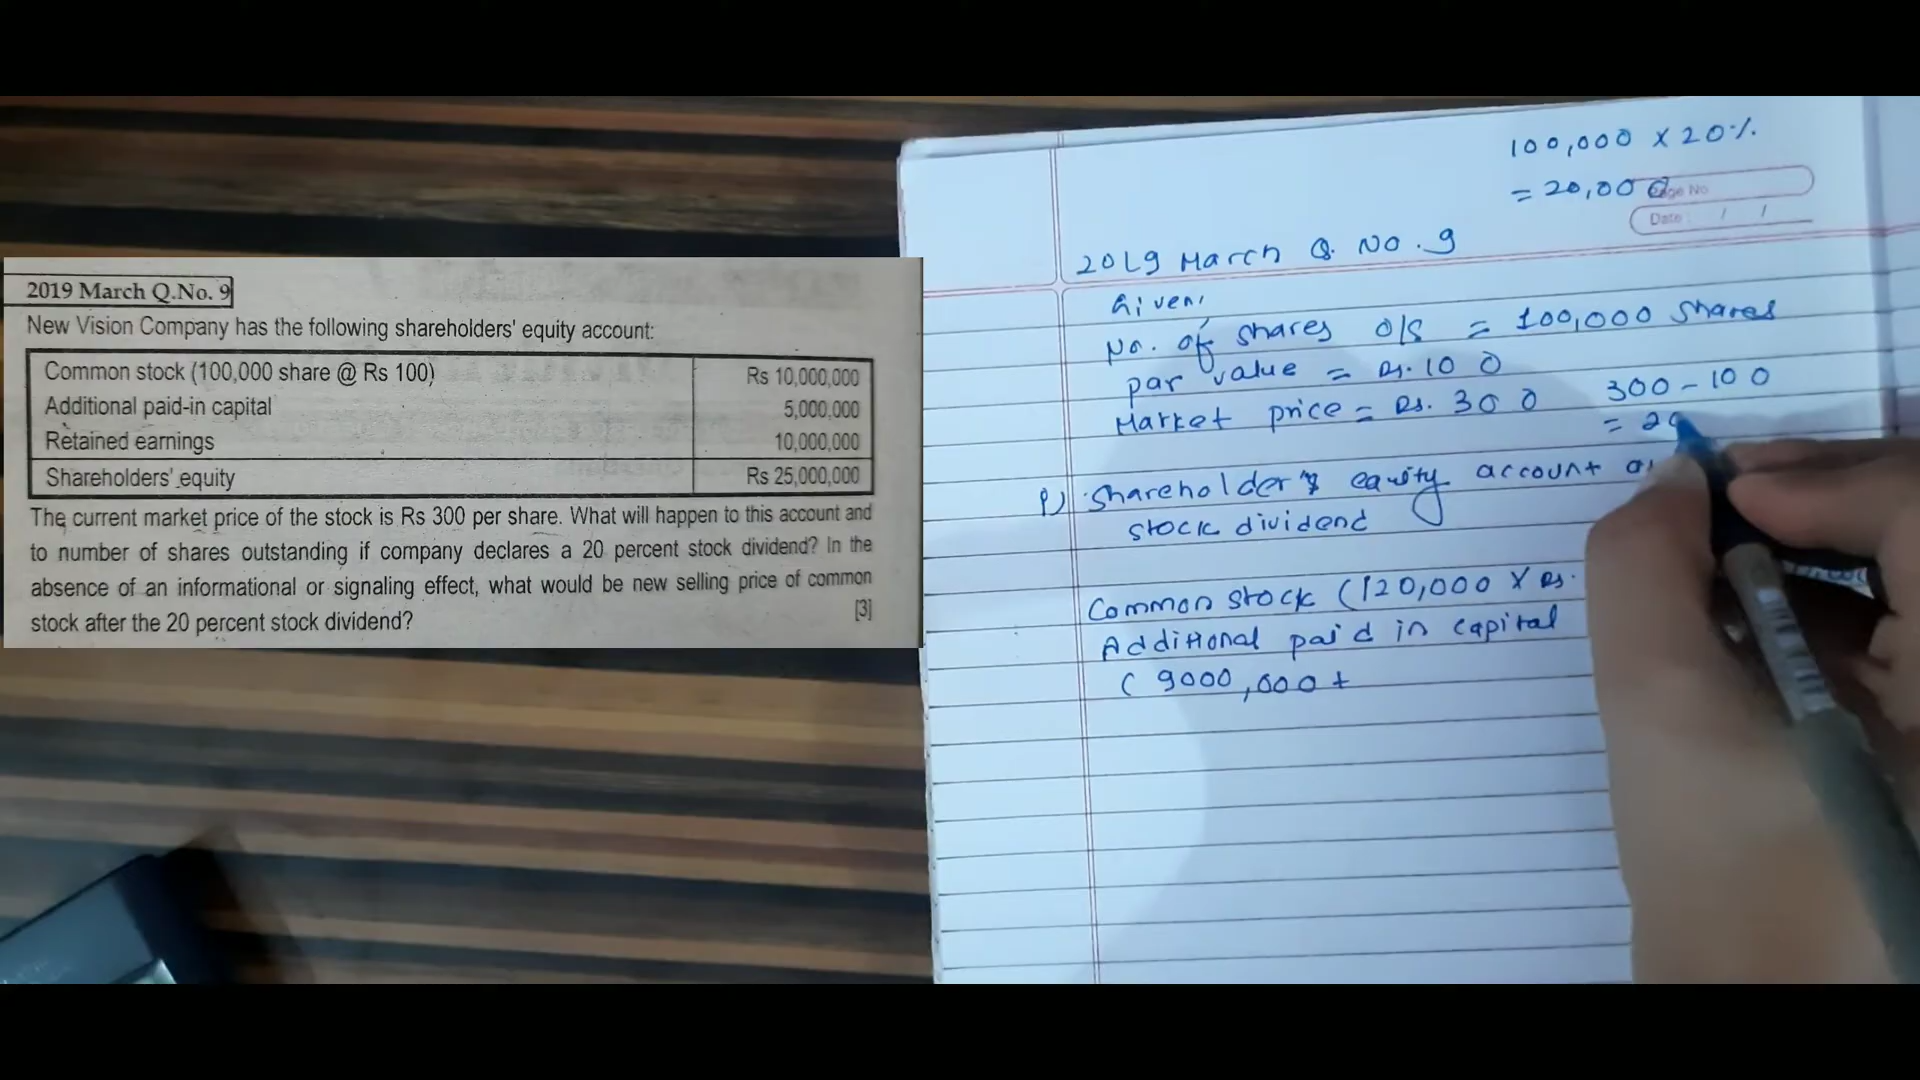 2019 March Q.No. 9
New Vision Company has the following shareholders' equity account:
Common stock (100,000 share @ Rs 100) Rs 10,000,000
Additional paid-in capital 5,000,000
Retained earnings 10,000,000
Shareholders' equity Rs 25,000,000
The current market price of the stock is Rs 300 per share. What will happen to this account and
to number of shares outstanding if company declares a 20 percent stock dividend? In the
absence of an informational or signaling effect, what would be new selling price of common
stock after the 20 percent stock dividend? [3]
100,000 × 20%
= 20,000
Page No
Date: / /
2019 March Q. No. 9
Given,
No. of shares o/s = 100,000 shares
par value = Rs. 100
Market price = Rs. 300 300 - 100
= 20
Shareholder's equity account
stock dividend
Common stock (120,000 × Rs.
Additional paid in capital
( 9000,000 +